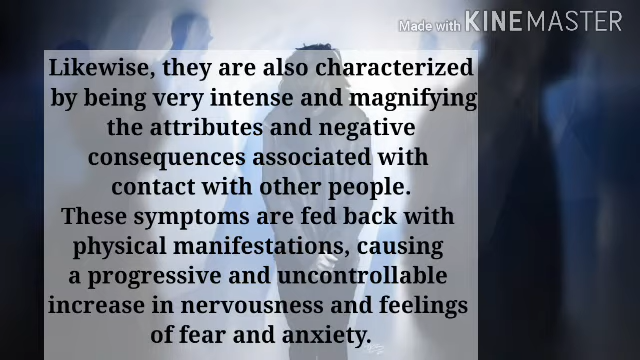 Made with KINEMASTER
Likewise, they are also characterized
by being very intense and magnifying
the attributes and negative
consequences associated with
contact with other people.
These symptoms are fed back with
physical manifestations, causing
a progressive and uncontrollable
increase in nervousness and feelings
of fear and anxiety.